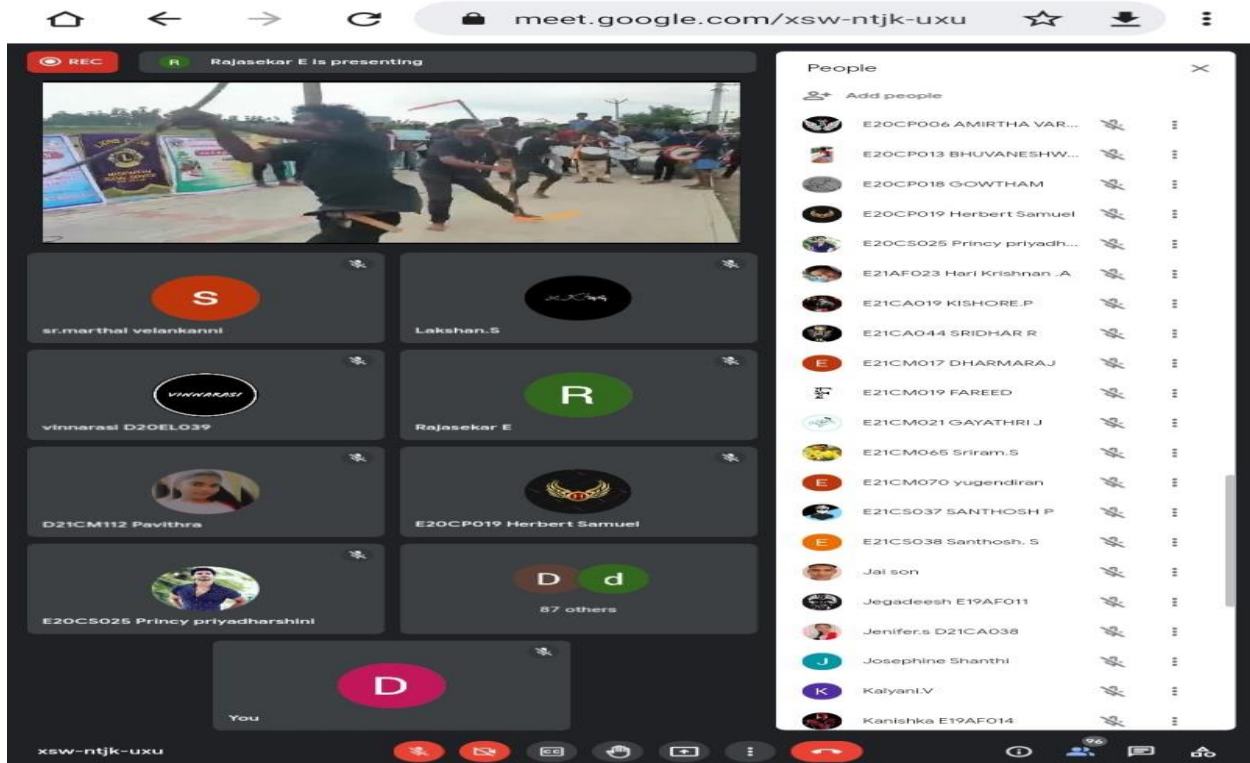 meet.google.com/xsw-ntjk-uxu
REC
R
Rajasekar E is presenting
S
sr.marthal velankanni
Lakshan.S
VINNARASI
vinnarasi D20EL039
R
Rajasekar E
D21CM112 Pavithra
E20CP019 Herbert Samuel
E20CS025 Princy priyadharshini
D d
87 others
D
You
People
Add people
E20CP006 AMIRTHA VAR...
E20CP013 BHUVANESHW...
E20CP018 GOWTHAM
E20CP019 Herbert Samuel
E20CS025 Princy priyadh...
E21AF023 Hari Krishnan .A
E21CA019 KISHORE.P
E21CA044 SRIDHAR R
E E21CM017 DHARMARAJ
E21CM019 FAREED
E21CM021 GAYATHRI J
E21CM065 Sriram.S
E E21CM070 yugendiran
E21CS037 SANTHOSH P
E E21CS038 Santhosh. S
Jai son
Jegadeesh E19AF011
Jenifer.s D21CA038
J Josephine Shanthi
K Kalyani.V
Kanishka E19AF014
xsw-ntjk-uxu
CC
96